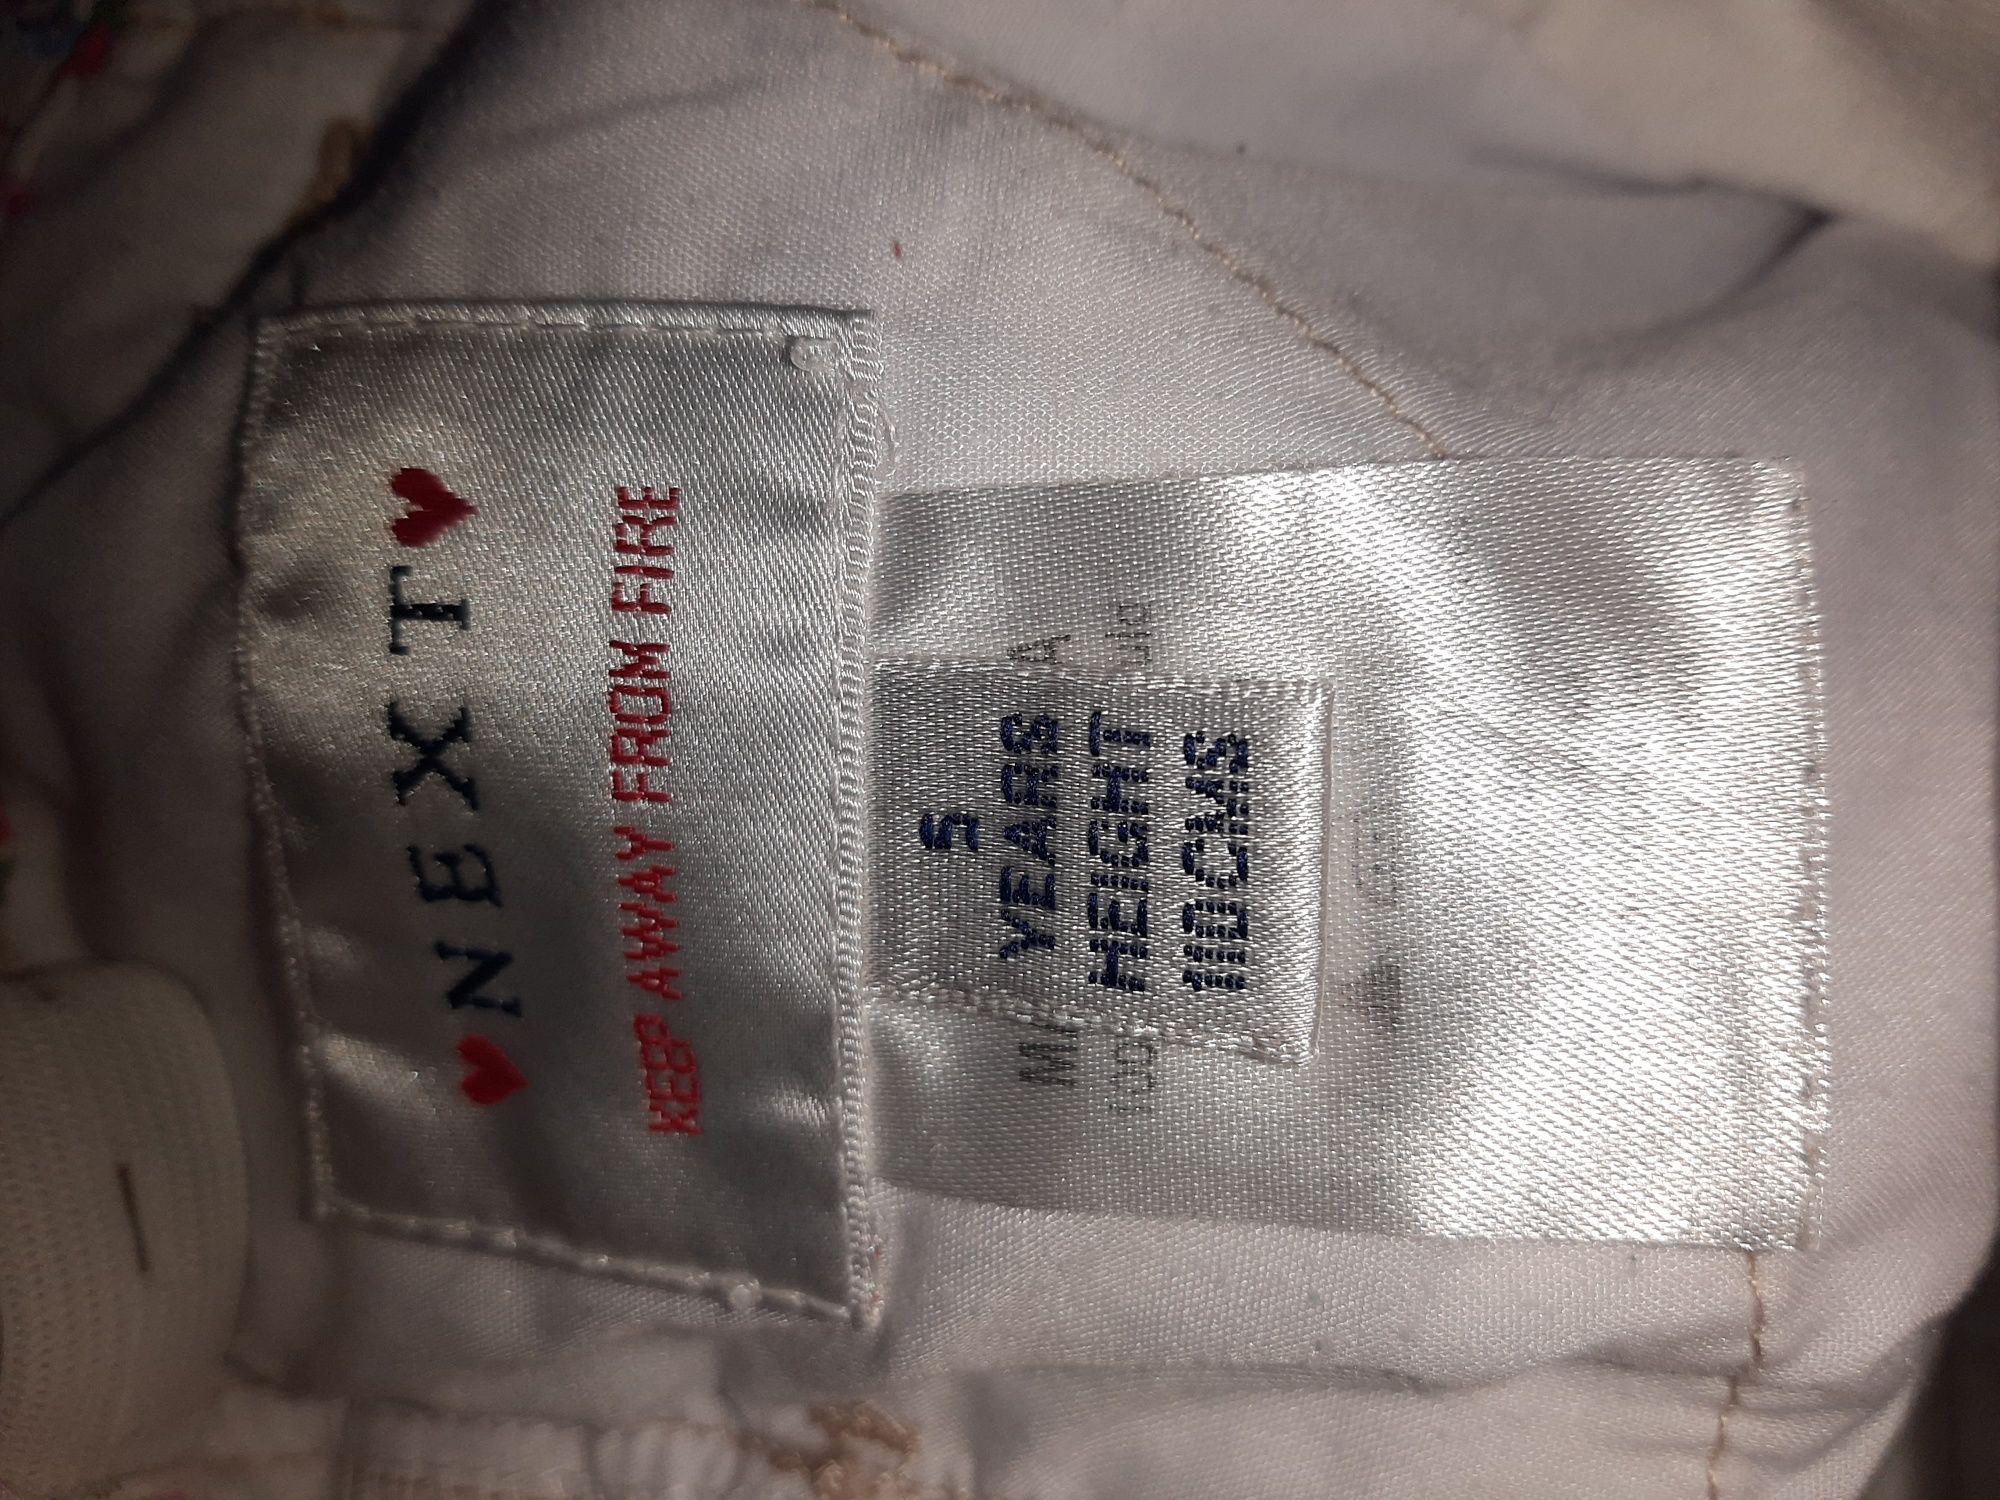 NEXT
KEEP AWAY FROM FIRE
5
YEARS
HEIGHT
110CMS